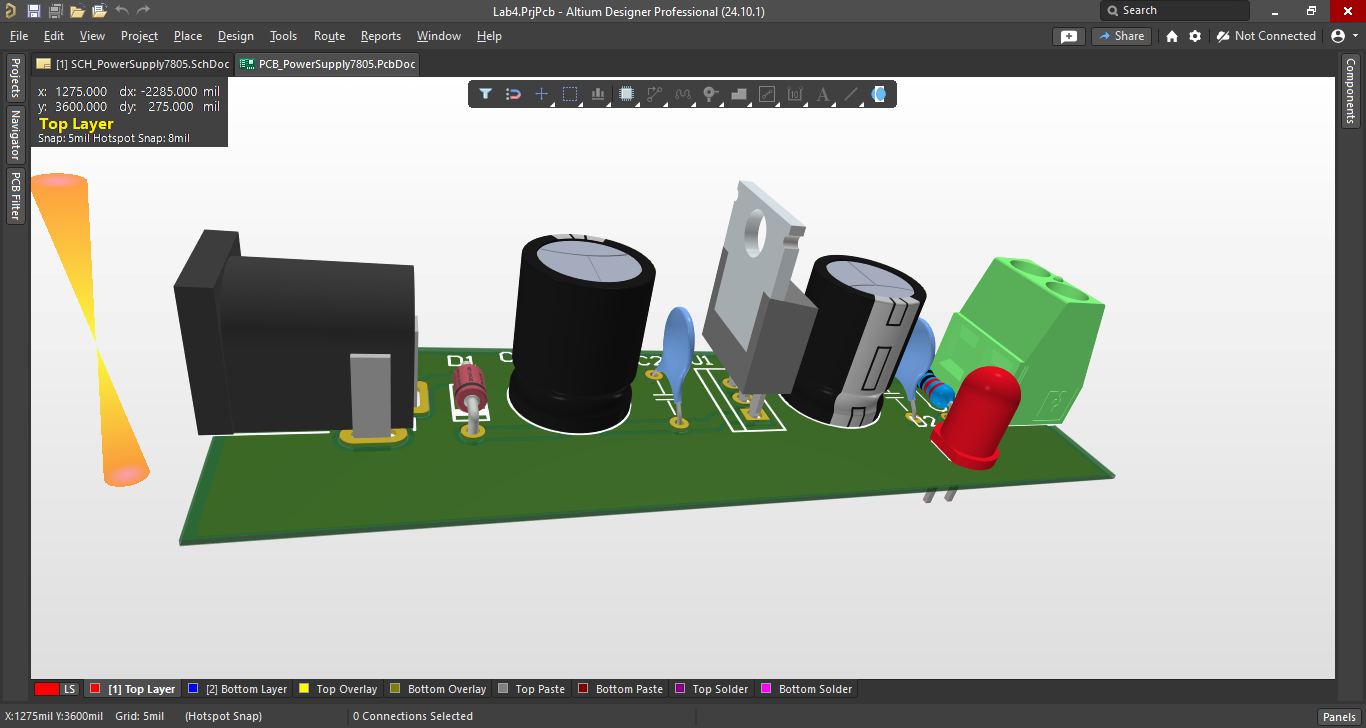 Lab4.PrjPcb - Altium Designer Professional (24.10.1)
Search
File Edit View Project Place Design Tools Route Reports Window Help
Share
Not Connected
[1] SCH_PowerSupply7805.SchDoc
PCB_PowerSupply7805.PcbDoc
Projects
Navigator
PCB Filter
Components
x: 1275.000 dx: -2285.000 mil
y: 3600.000 dy: 275.000 mil
Top Layer
Snap: 5mil Hotspot Snap: 8mil
D1
C2
LS
[1] Top Layer
[2] Bottom Layer
Top Overlay
Bottom Overlay
Top Paste
Bottom Paste
Top Solder
Bottom Solder
X:1275mil Y:3600mil Grid: 5mil (Hotspot Snap)
0 Connections Selected
Panels